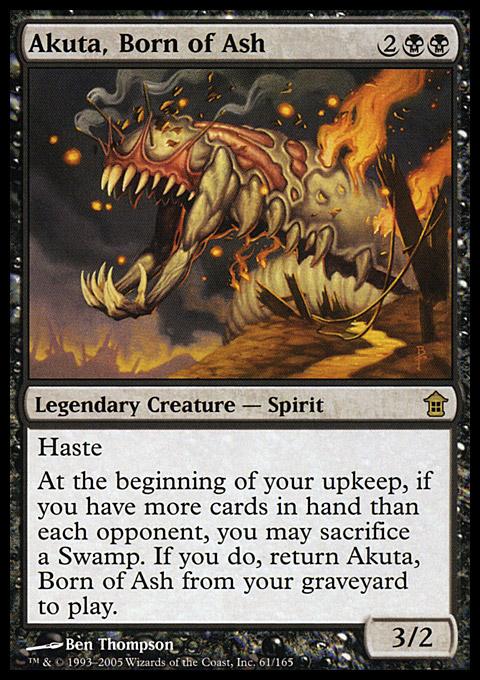 Akuta, Born of Ash 2
Legendary Creature — Spirit
Haste
At the beginning of your upkeep, if
you have more cards in hand than
each opponent, you may sacrifice
a Swamp. If you do, return Akuta,
Born of Ash from your graveyard
to play.
Ben Thompson
3/2
™ & © 1993–2005 Wizards of the Coast, Inc. 61/165